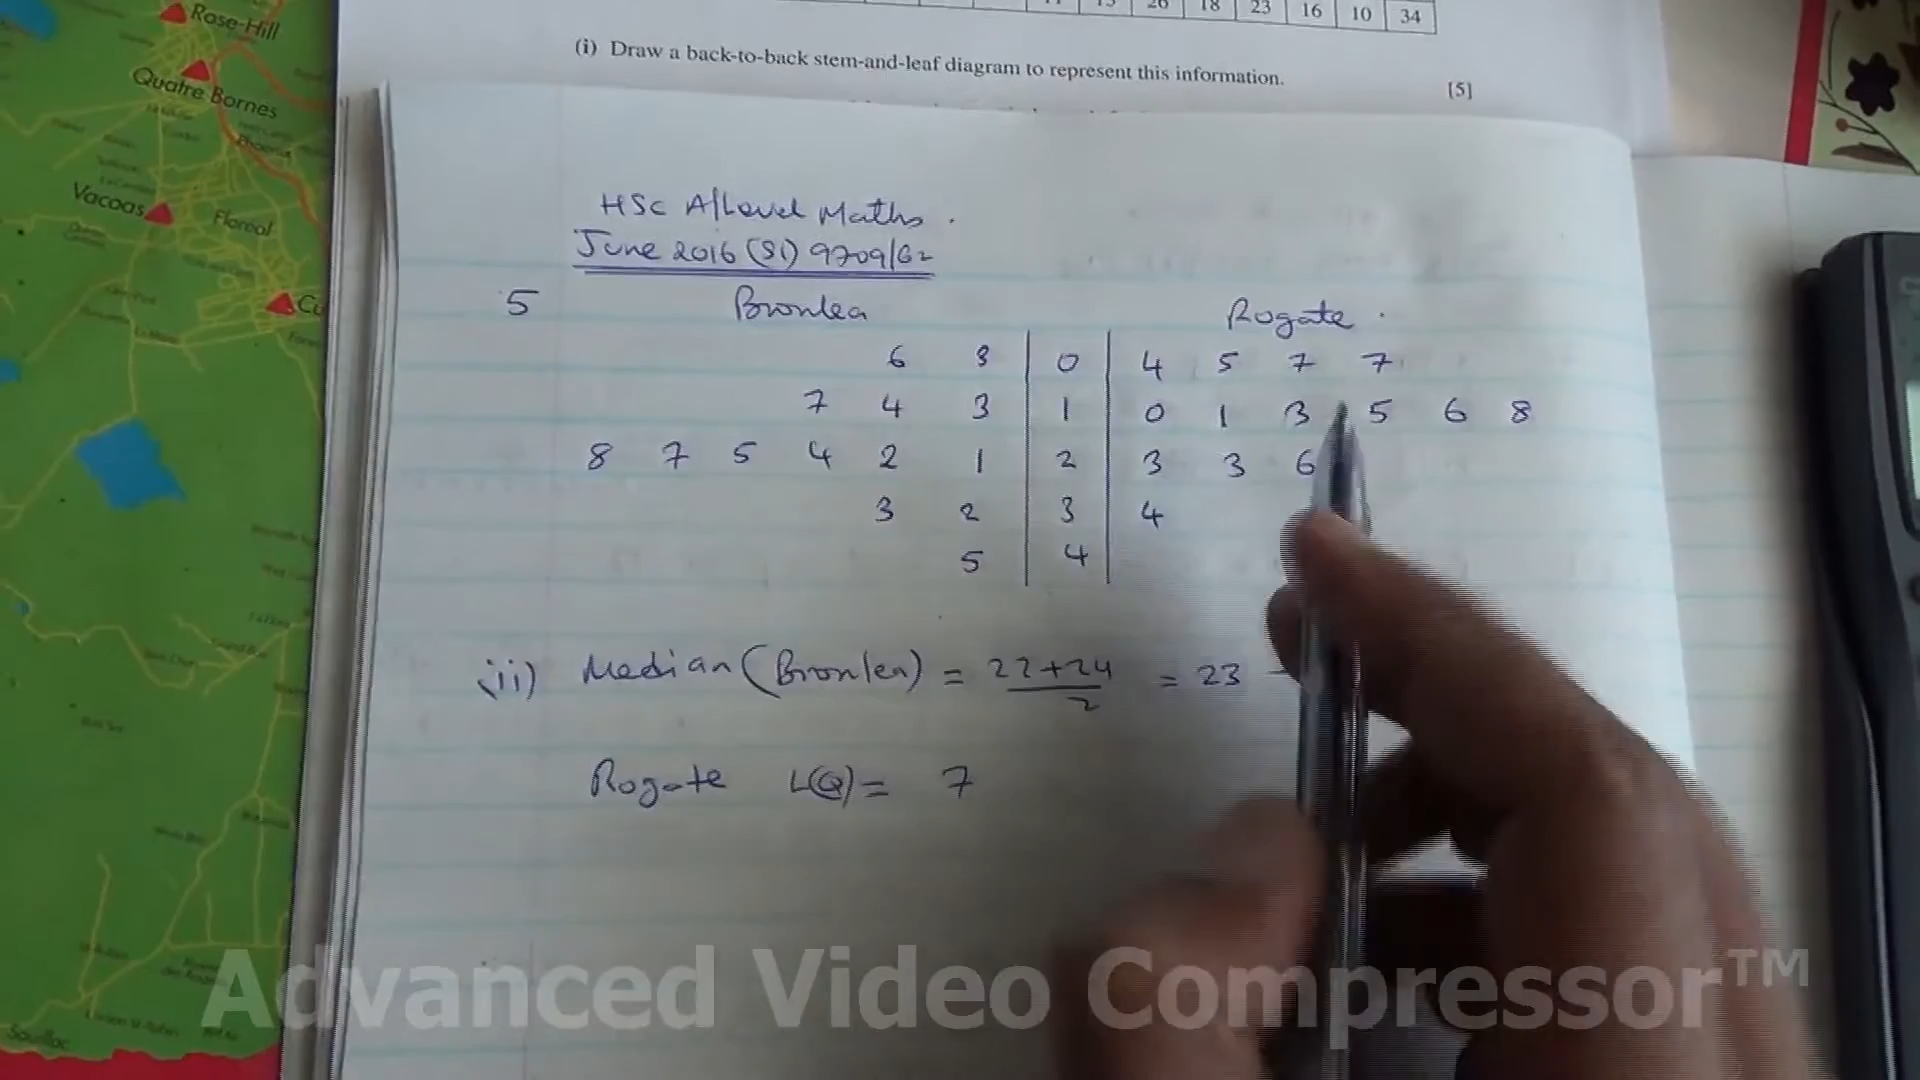 11 15 26 18 23 16 10 34
(i) Draw a back-to-back stem-and-leaf diagram to represent this information.
[5]
Rose-Hill
Quatre Bornes
Phoenix
Vacoas
Floreal
Cu
HSC A/Level Maths.
June 2016 (S1) 9709/62
5 Bronlea Rogate.
6 3 0 4 5 7 7
7 4 3 1 0 1 3 5 6 8
8 7 5 4 2 1 2 3 3 6
3 2 3 4
5 4
(ii) Median (Bronlea) = 22+24 = 23
2
Rogate LQ = 7
Advanced Video Compressor™